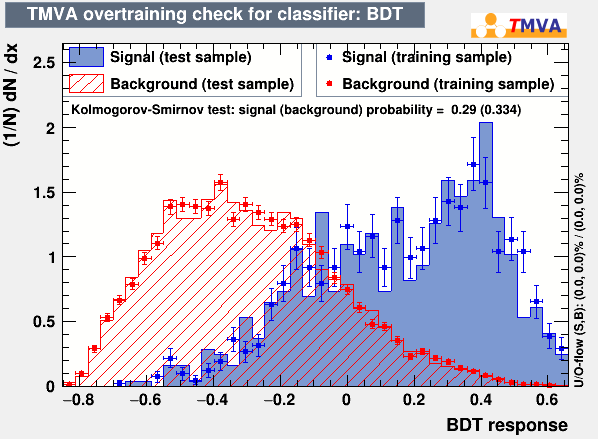 TMVA overtraining check for classifier: BDT
TMVA
Signal (test sample)
Background (test sample)
Signal (training sample)
Background (training sample)
Kolmogorov-Smirnov test: signal (background) probability = 0.29 (0.334)
(1/N) dN / dx
2.5
2
1.5
1
0.5
0
−0.8 −0.6 −0.4 −0.2 0 0.2 0.4 0.6
BDT response
U/O-flow (S,B): (0.0, 0.0)% / (0.0, 0.0)%